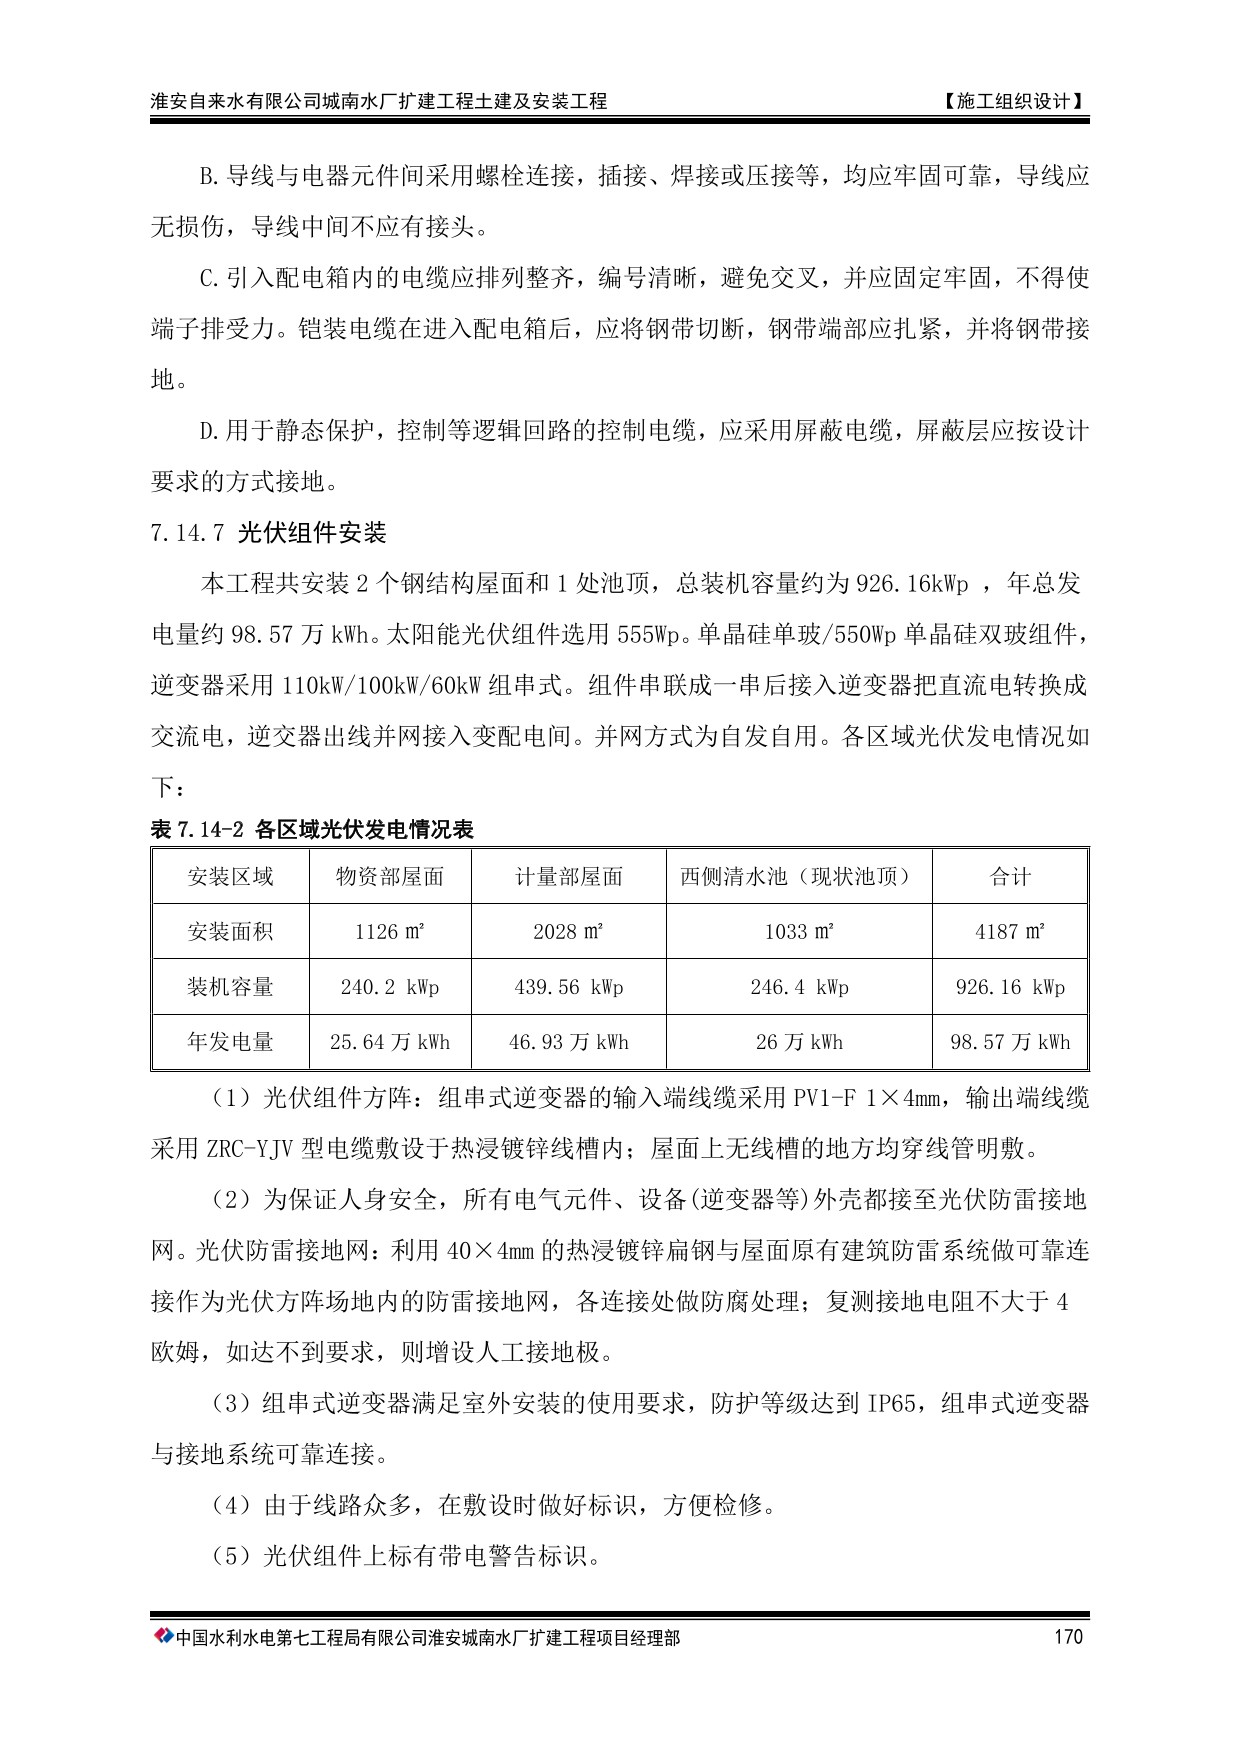 淮安自来水有限公司城南水厂扩建工程土建及安装工程 【施工组织设计】
B.导线与电器元件间采用螺栓连接，插接、焊接或压接等，均应牢固可靠，导线应
无损伤，导线中间不应有接头。
C.引入配电箱内的电缆应排列整齐，编号清晰，避免交叉，并应固定牢固，不得使
端子排受力。铠装电缆在进入配电箱后，应将钢带切断，钢带端部应扎紧，并将钢带接
地。
D.用于静态保护，控制等逻辑回路的控制电缆，应采用屏蔽电缆，屏蔽层应按设计
要求的方式接地。
7.14.7 光伏组件安装
本工程共安装 2 个钢结构屋面和 1 处池顶，总装机容量约为 926.16kWp ，年总发
电量约 98.57 万 kWh。太阳能光伏组件选用 555Wp。单晶硅单玻/550Wp 单晶硅双玻组件，
逆变器采用 110kW/100kW/60kW 组串式。组件串联成一串后接入逆变器把直流电转换成
交流电，逆交器出线并网接入变配电间。并网方式为自发自用。各区域光伏发电情况如
下：
表 7.14-2 各区域光伏发电情况表
安装区域 物资部屋面 计量部屋面 西侧清水池（现状池顶） 合计
安装面积 1126 ㎡ 2028 ㎡ 1033 ㎡ 4187 ㎡
装机容量 240.2 kWp 439.56 kWp 246.4 kWp 926.16 kWp
年发电量 25.64 万 kWh 46.93 万 kWh 26 万 kWh 98.57 万 kWh
（1）光伏组件方阵：组串式逆变器的输入端线缆采用 PV1-F 1×4mm，输出端线缆
采用 ZRC-YJV 型电缆敷设于热浸镀锌线槽内；屋面上无线槽的地方均穿线管明敷。
（2）为保证人身安全，所有电气元件、设备(逆变器等)外壳都接至光伏防雷接地
网。光伏防雷接地网：利用 40×4mm 的热浸镀锌扁钢与屋面原有建筑防雷系统做可靠连
接作为光伏方阵场地内的防雷接地网，各连接处做防腐处理；复测接地电阻不大于 4
欧姆，如达不到要求，则增设人工接地极。
（3）组串式逆变器满足室外安装的使用要求，防护等级达到 IP65，组串式逆变器
与接地系统可靠连接。
（4）由于线路众多，在敷设时做好标识，方便检修。
（5）光伏组件上标有带电警告标识。
中国水利水电第七工程局有限公司淮安城南水厂扩建工程项目经理部 170